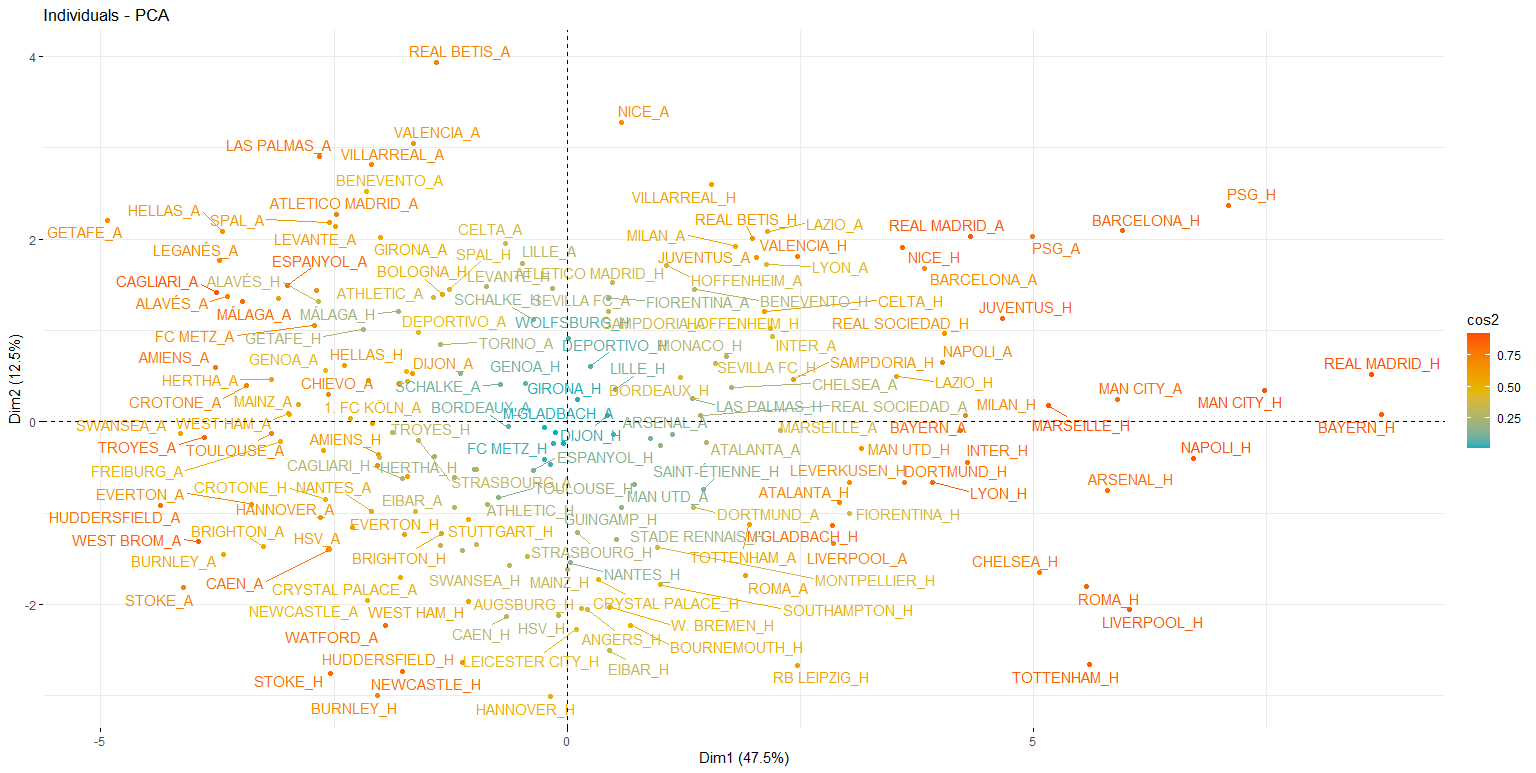 Individuals - PCA
4
REAL BETIS_A
NICE_A
VALENCIA_A
LAS PALMAS_A
VILLARREAL_A
BENEVENTO_A
VILLARREAL_H
PSG_H
ATLETICO MADRID_A
HELLAS_A
SPAL_A
REAL BETIS_H
LAZIO_A
REAL MADRID_A
BARCELONA_H
GETAFE_A
CELTA_A
2
LEVANTE_A
MILAN_A
VALENCIA_H
PSG_A
LEGANÉS_A
GIRONA_A
SPAL_H
LILLE_A
JUVENTUS_A
NICE_H
ESPANYOL_A
BOLOGNA_H
LYON_A
CAGLIARI_A
ALAVÉS_H
LEVANTE_H
ATLETICO MADRID_H
HOFFENHEIM_A
BARCELONA_A
ATHLETIC_A
ALAVÉS_A
SCHALKE_H
SEVILLA FC_A
FIORENTINA_A
BENEVENTO_H
CELTA_H
JUVENTUS_H
MÁLAGA_A
MÁLAGA_H
DEPORTIVO_A
WOLFSBURG_H
SAMPDORIA_A
HOFFENHEIM_H
REAL SOCIEDAD_H
FC METZ_A
GETAFE_H
TORINO_A
DEPORTIVO_H
MONACO_H
INTER_A
NAPOLI_A
AMIENS_A
GENOA_A
HELLAS_H
DIJON_A
GENOA_H
LILLE_H
SEVILLA FC_H
SAMPDORIA_H
REAL MADRID_H
HERTHA_A
CHIEVO_A
SCHALKE_A
GIRONA_H
BORDEAUX_H
CHELSEA_A
LAZIO_H
MAN CITY_A
CROTONE_A
MAINZ_A
1. FC KÖLN_A
BORDEAUX_A
M'GLADBACH_A
LAS PALMAS_H
REAL SOCIEDAD_A
MILAN_H
MAN CITY_H
0
SWANSEA_A
WEST HAM_A
TROYES_H
DIJON_H
ARSENAL_A
MARSEILLE_A
BAYERN_A
MARSEILLE_H
BAYERN_H
TROYES_A
TOULOUSE_A
AMIENS_H
FC METZ_H
ATALANTA_A
MAN UTD_H
INTER_H
NAPOLI_H
FREIBURG_A
CAGLIARI_H
HERTHA_H
ESPANYOL_H
SAINT-ÉTIENNE_H
LEVERKUSEN_H
DORTMUND_H
ARSENAL_H
EVERTON_A
CROTONE_H
NANTES_A
STRASBOURG_A
TOULOUSE_H
MAN UTD_A
ATALANTA_H
LYON_H
EIBAR_A
HUDDERSFIELD_A
HANNOVER_A
ATHLETIC_H
GUINGAMP_H
DORTMUND_A
FIORENTINA_H
BRIGHTON_A
EVERTON_H
STUTTGART_H
STADE RENNAIS_H
M'GLADBACH_H
WEST BROM_A
HSV_A
BRIGHTON_H
STRASBOURG_H
TOTTENHAM_A
LIVERPOOL_A
CHELSEA_H
BURNLEY_A
CAEN_A
SWANSEA_H
MAINZ_H
NANTES_H
MONTPELLIER_H
CRYSTAL PALACE_A
ROMA_A
STOKE_A
NEWCASTLE_A
WEST HAM_H
AUGSBURG_H
CRYSTAL PALACE_H
SOUTHAMPTON_H
ROMA_H
-2
WATFORD_A
CAEN_H
HSV_H
ANGERS_H
W. BREMEN_H
LIVERPOOL_H
HUDDERSFIELD_H
LEICESTER CITY_H
EIBAR_H
BOURNEMOUTH_H
STOKE_H
NEWCASTLE_H
RB LEIPZIG_H
TOTTENHAM_H
BURNLEY_H
HANNOVER_H
-5
0
5
Dim1 (47.5%)
Dim2 (12.5%)
cos2
0.75
0.50
0.25